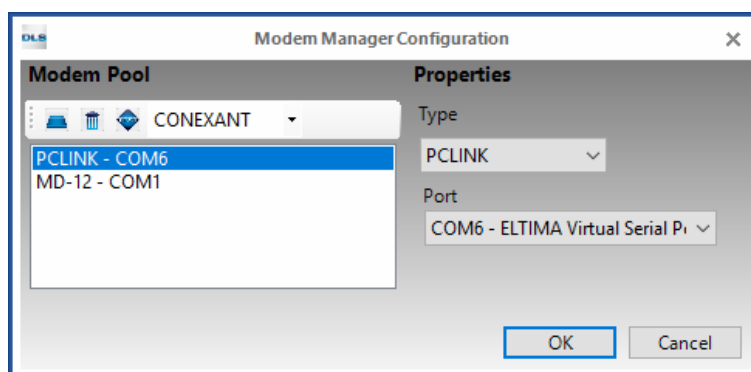 DLS
Modem Manager Configuration
Modem Pool
CONEXANT
PCLINK - COM6
MD-12 - COM1
Properties
Type
PCLINK
Port
COM6 - ELTIMA Virtual Serial
OK
Cancel